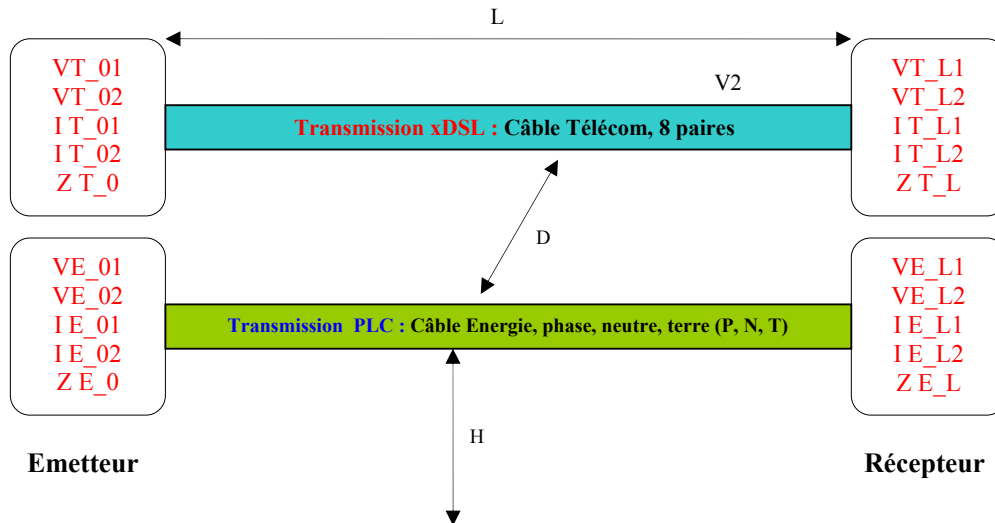 L
VT_01
VT_02
I T_01
I T_02
Z T_0
V2
Transmission xDSL : Câble Télécom, 8 paires
VT_L1
VT_L2
I T_L1
I T_L2
Z T_L
D
VE_01
VE_02
I E_01
I E_02
Z E_0
Transmission PLC : Câble Energie, phase, neutre, terre (P, N, T)
VE_L1
VE_L2
I E_L1
I E_L2
Z E_L
H
Emetteur
Récepteur